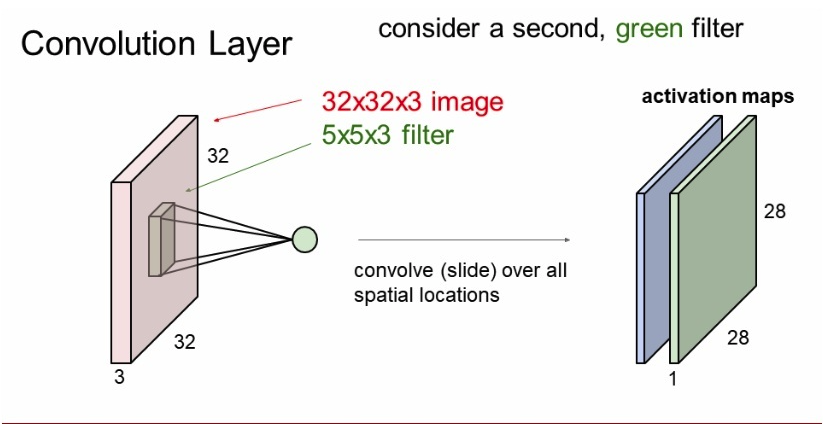 Convolution Layer
consider a second, green filter
32x32x3 image
5x5x3 filter
32
32
3
convolve (slide) over all
spatial locations
activation maps
28
28
1